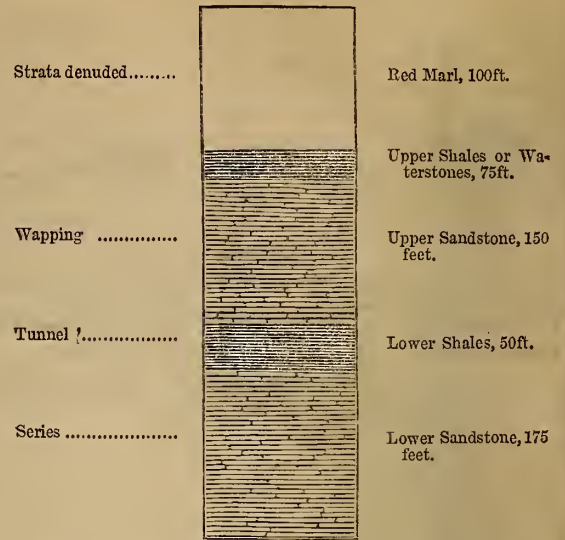 Strata denuded.........
Red Marl, 100ft.
Upper Shales or Wa-
terstones, 75ft.
Wapping ...............
Upper Sandstone, 150
feet.
Tunnel ?................
Lower Shales, 50ft.
Series ....................
Lower Sandstone, 175
feet.